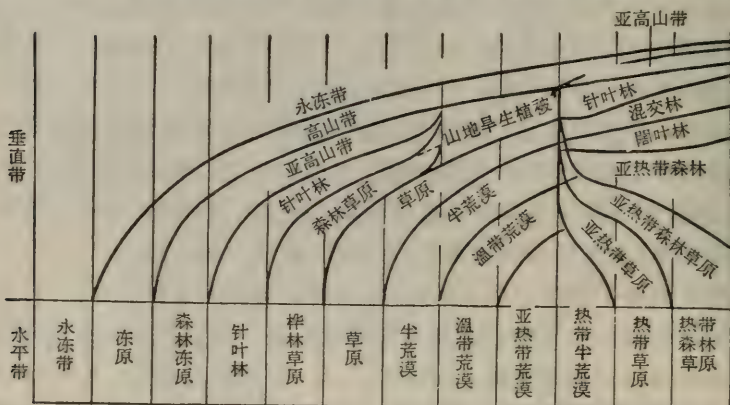 亚高山带
垂直带
永冻带
高山带
亚高山带
针叶林
森林草原
草原
山地旱生植被
半荒漠
溫带荒漠
针叶林
混交林
闊叶林
亚热带森林
亚热带森林草原
亚热带草原
水平带
永冻带
冻原
森林冻原
针叶林
桦林草原
草原
半荒漠
溫带荒漠
亚热带荒漠
热带半荒漠
热带草原
热带
森林
草原